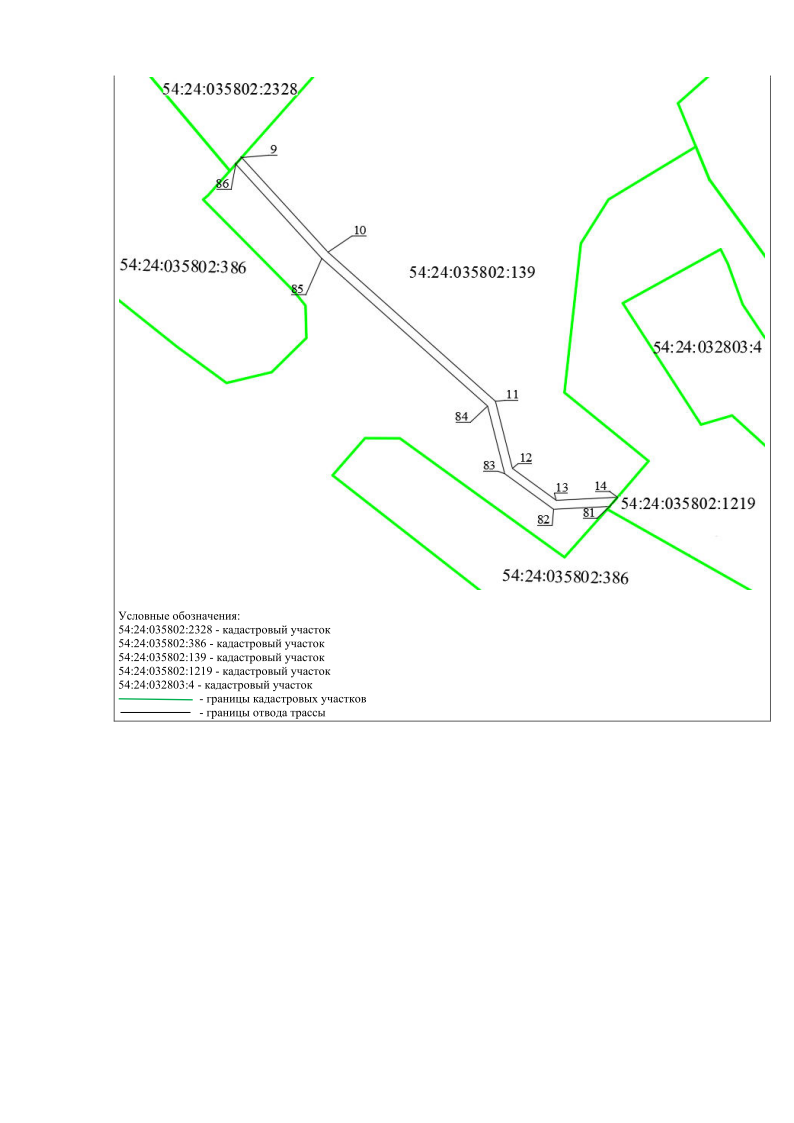 54:24:035802:2328
9
86
10
54:24:035802:386
54:24:035802:139
85
54:24:032803:4
11
84
12
83
13
14
54:24:035802:1219
82
81
54:24:035802:386
Условные обозначения:
54:24:035802:2328 - кадастровый участок
54:24:035802:386 - кадастровый участок
54:24:035802:139 - кадастровый участок
54:24:035802:1219 - кадастровый участок
54:24:032803:4 - кадастровый участок
- границы кадастровых участков
- границы отвода трассы